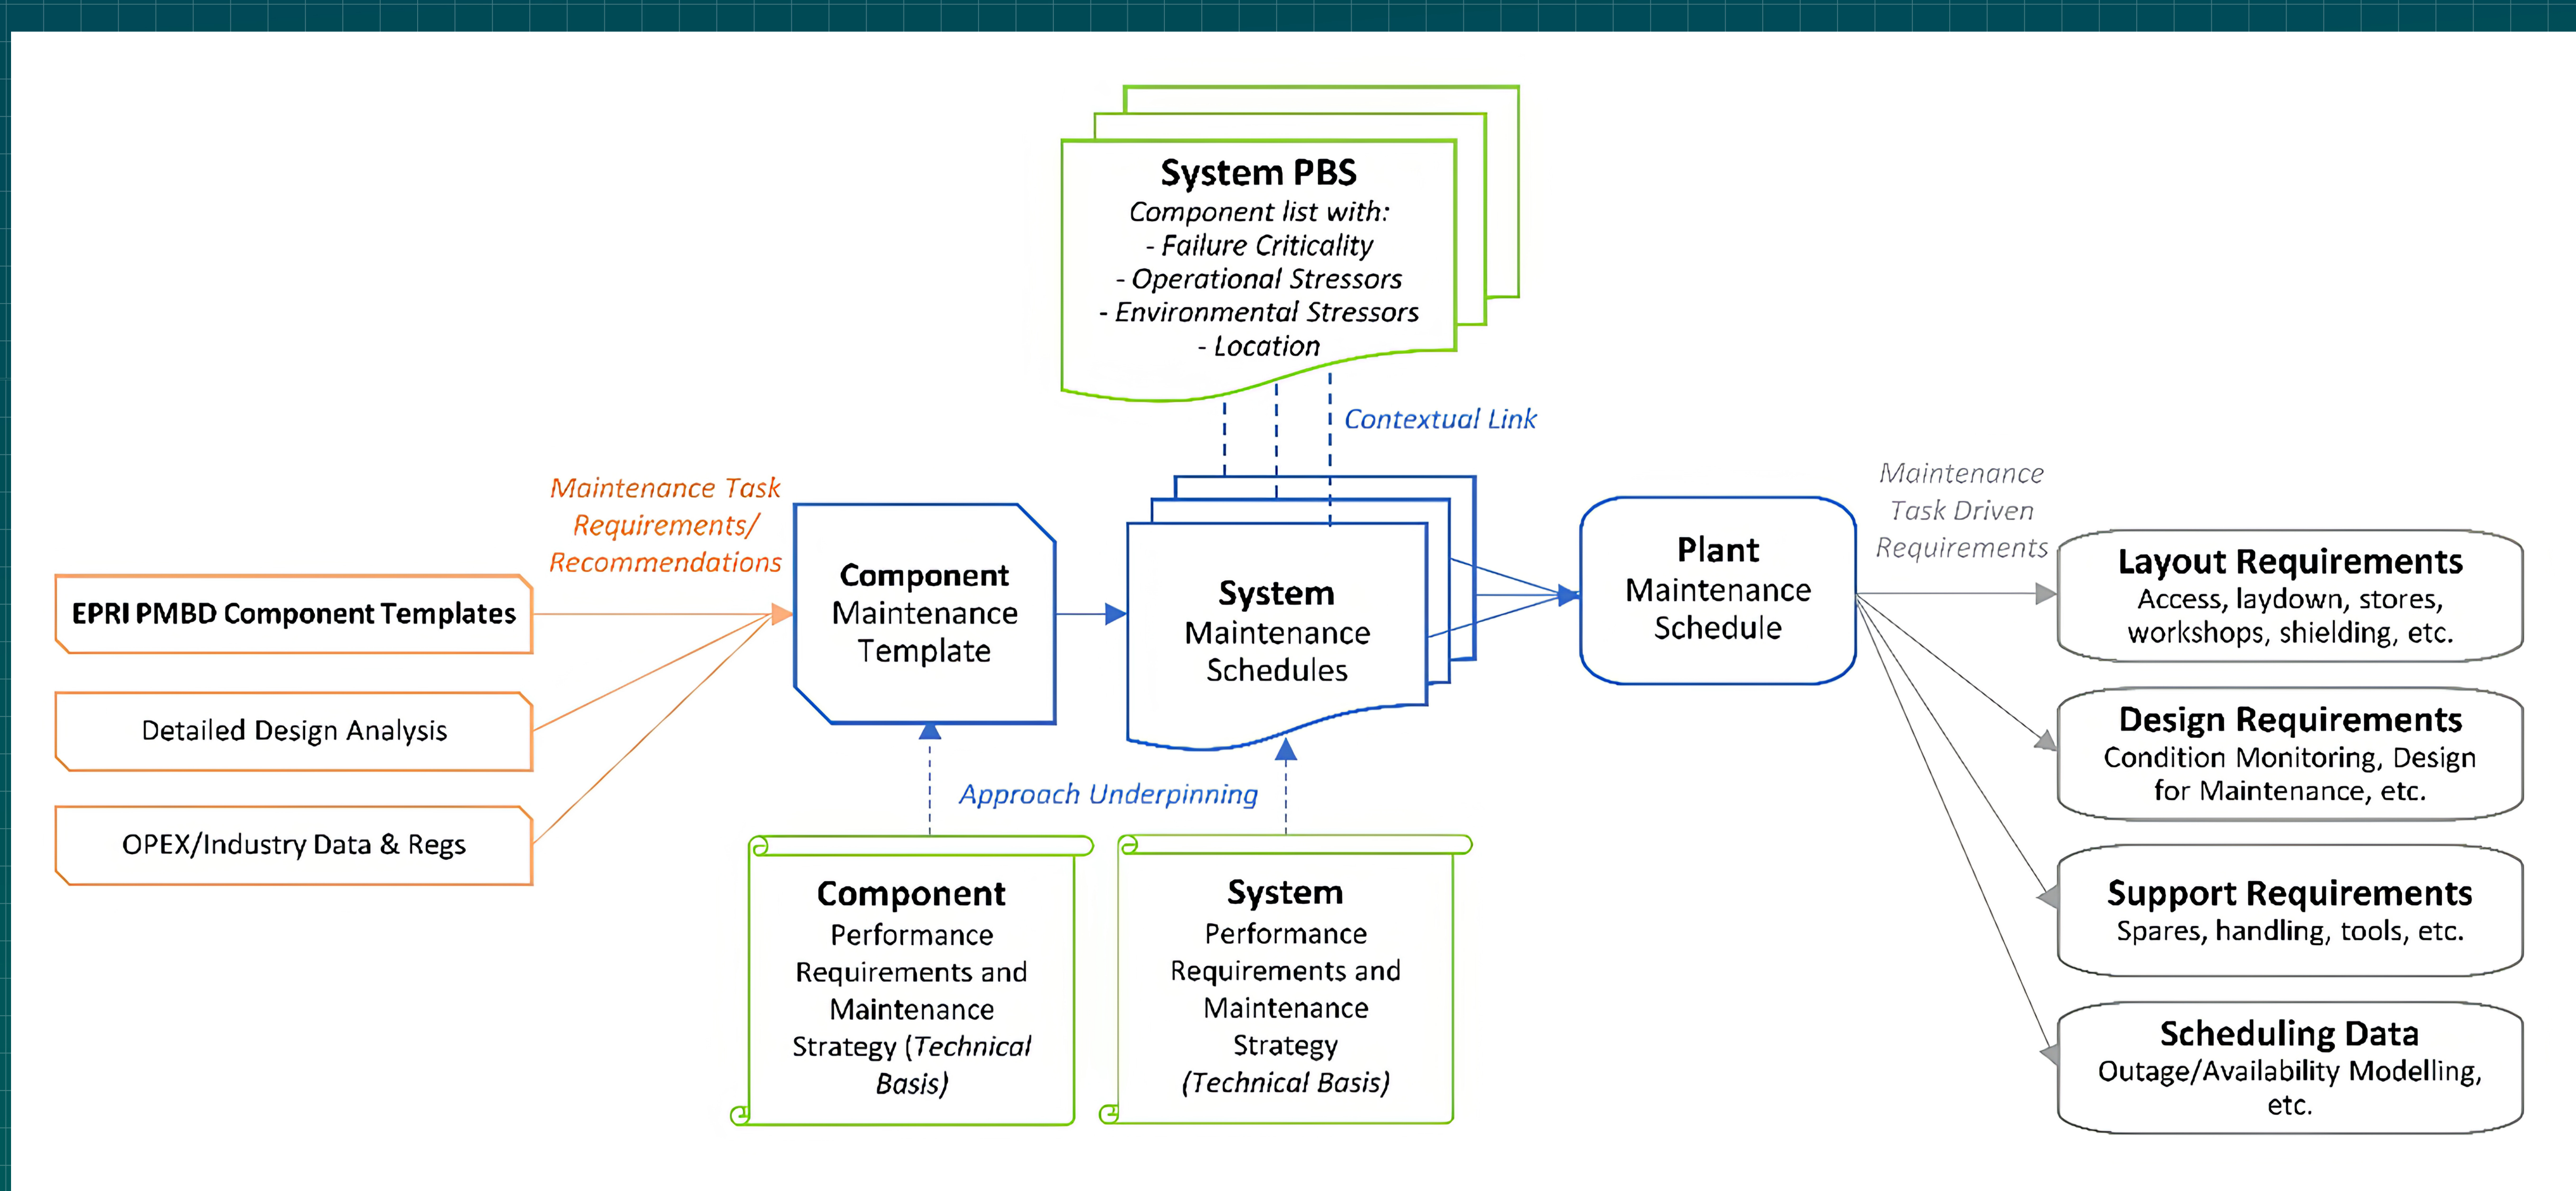 System PBS
Component list with:
- Failure Criticality
- Operational Stressors
- Environmental Stressors
- Location
Contextual Link
Maintenance Task
Requirements/
Recommendations
EPRI PMBD Component Templates
Detailed Design Analysis
OPEX/Industry Data & Regs
Component
Maintenance
Template
System
Maintenance
Schedules
Plant
Maintenance
Schedule
Maintenance
Task Driven
Requirements
Approach Underpinning
Component
Performance
Requirements and
Maintenance
Strategy (Technical
Basis)
System
Performance
Requirements and
Maintenance
Strategy
(Technical Basis)
Layout Requirements
Access, laydown, stores,
workshops, shielding, etc.
Design Requirements
Condition Monitoring, Design
for Maintenance, etc.
Support Requirements
Spares, handling, tools, etc.
Scheduling Data
Outage/Availability Modelling,
etc.